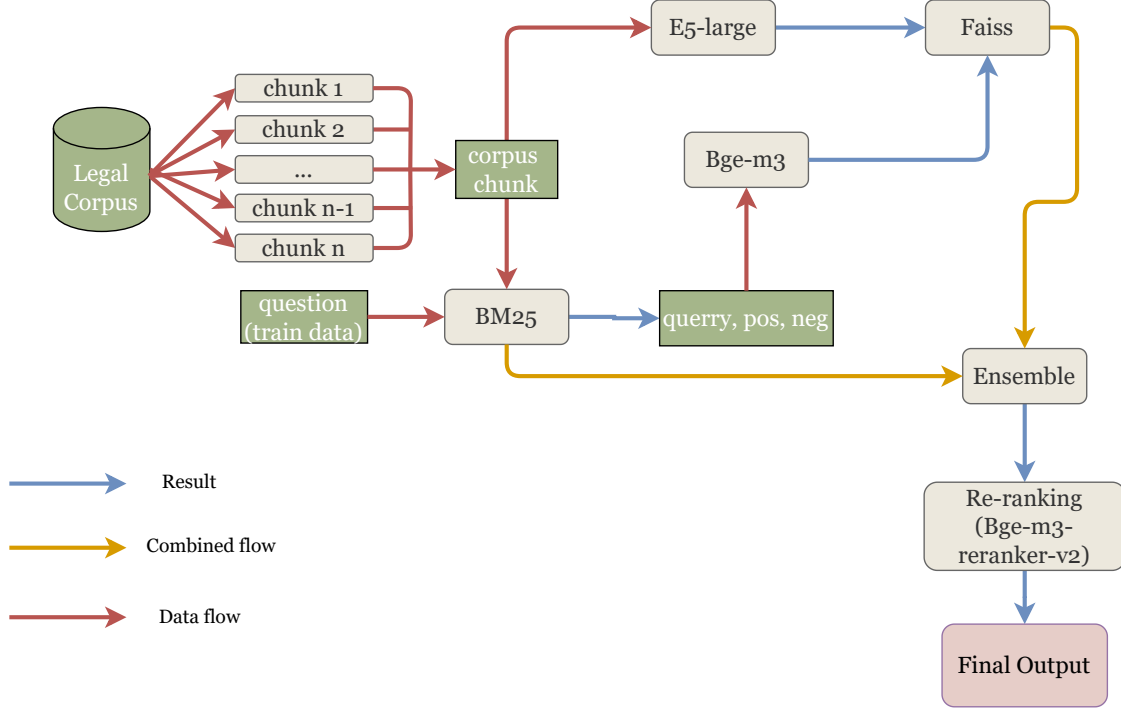 E5-large
Faiss
chunk 1
chunk 2
...
chunk n-1
chunk n
Legal
Corpus
corpus
chunk
Bge-m3
question
(train data)
BM25
querry, pos, neg
Ensemble
Re-ranking
(Bge-m3-
reranker-v2)
Final Output
Result
Combined flow
Data flow